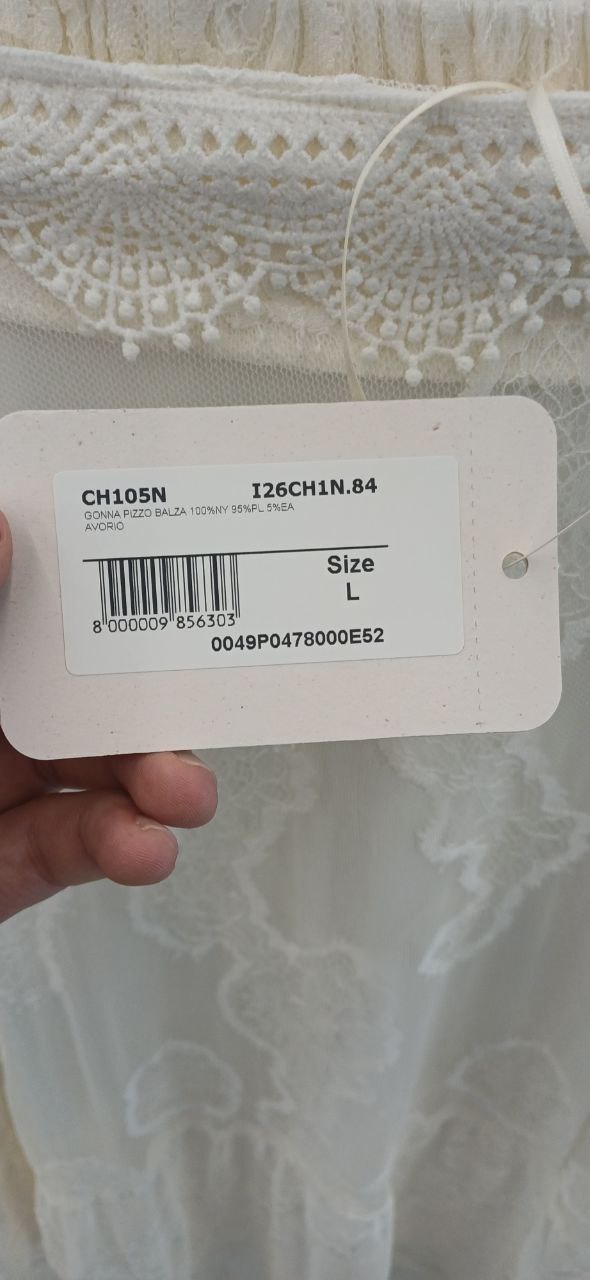 CH105N I26CH1N.84
GONNA PIZZO BALZA 100%NY 95%PL 5%EA
AVORIO
Size
L
8 000009 856303
0049P0478000E52